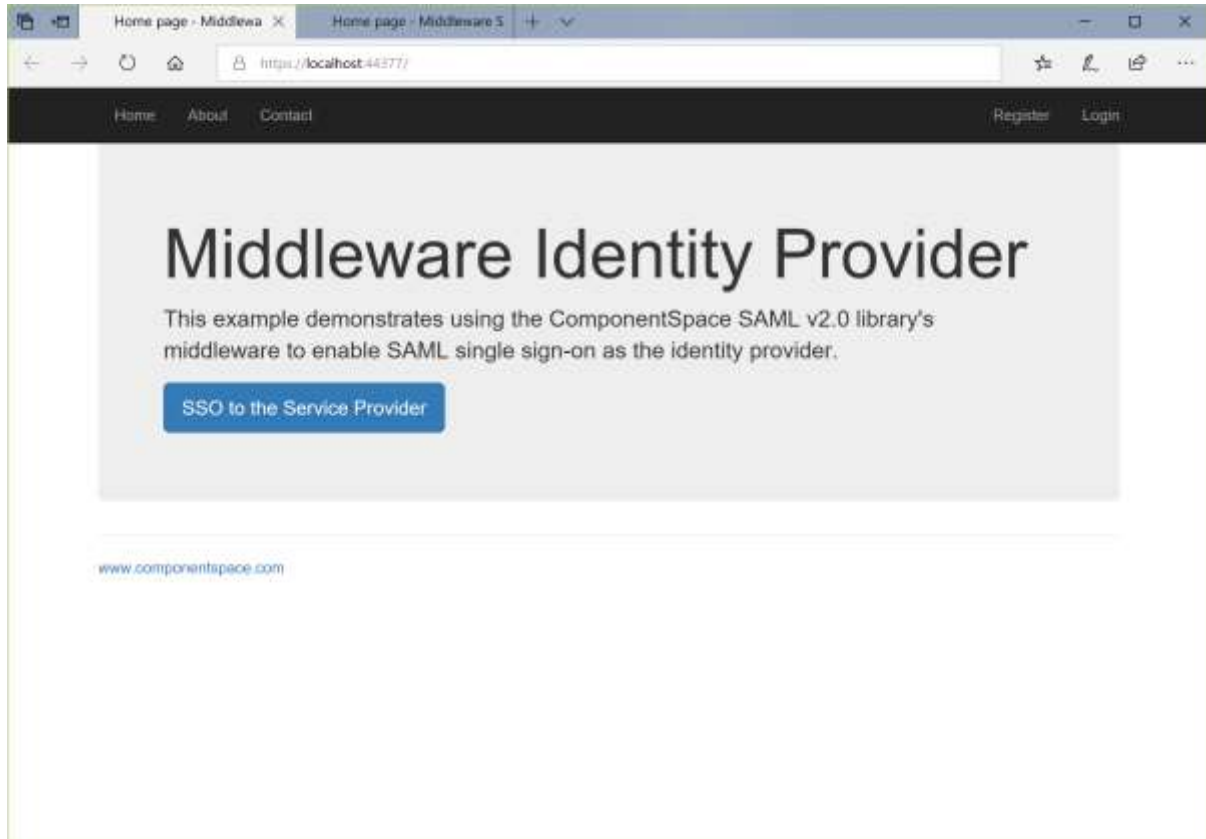 Home page - Middlewa
Home page - Middleware S
https://localhost:44377/
Home About Contact Register Login
Middleware Identity Provider
This example demonstrates using the ComponentSpace SAML v2.0 library's
middleware to enable SAML single sign-on as the identity provider.
SSO to the Service Provider
www.componentspace.com